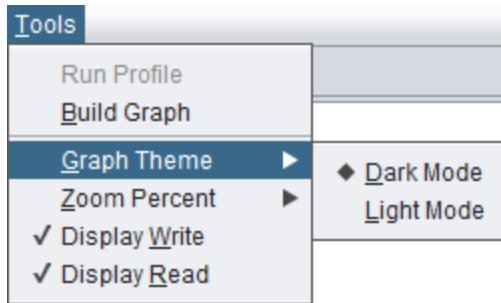 Tools
Run Profile
Build Graph
Graph Theme
Zoom Percent
Display Write
Display Read
Dark Mode
Light Mode